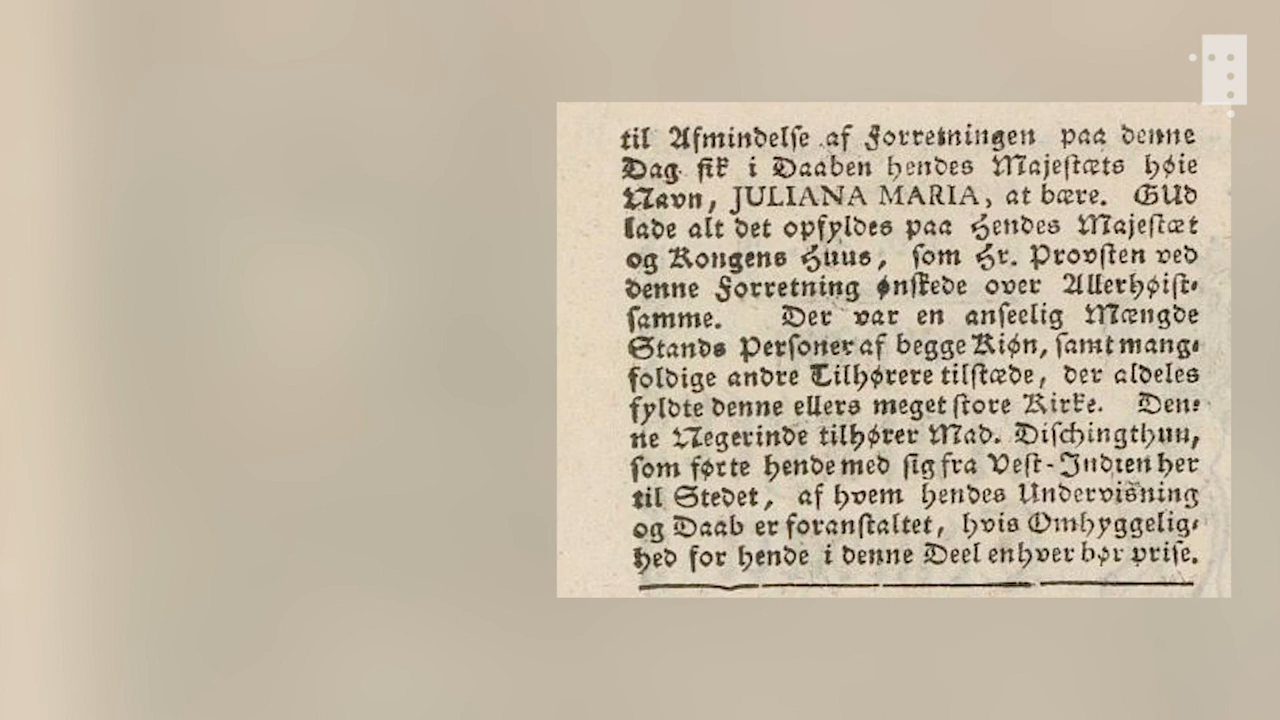 til Afmindelse af Forretningen paa denne
Dag fik i Daaben hendes Majestæts høie
Navn, JULIANA MARIA, at bære. GUd
lade alt det opfyldes paa Hendes Majestæt
og Kongens Huus, som Hr. Provsten ved
denne Forretning ønskede over Allerhøist-
samme. Der var en anseelig Mængde
Stands Personer af begge Kiøn, samt mang-
foldige andre Tilhørere tilstæde, der aldeles
fyldte denne ellers meget store Kirke. Den-
ne Negerinde tilhører Mad. Dischingthun,
som førte hende med sig fra Vest-Indien her
til Stedet, af hvem hendes Undervisning
og Daab er foranstaltet, hvis Omhyggelig-
hed for hende i denne Deel enhver bør prise.